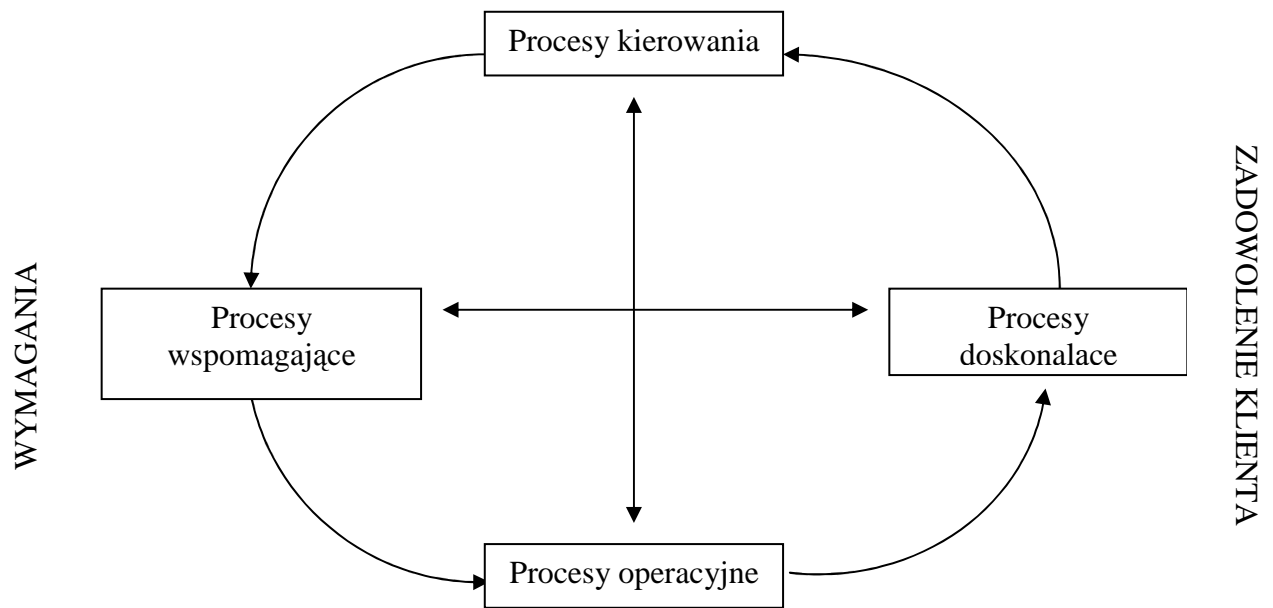 Procesy kierowania
WYMAGANIA
Procesy
wspomagające
Procesy
doskonalace
ZADOWOLENIE KLIENTA
Procesy operacyjne